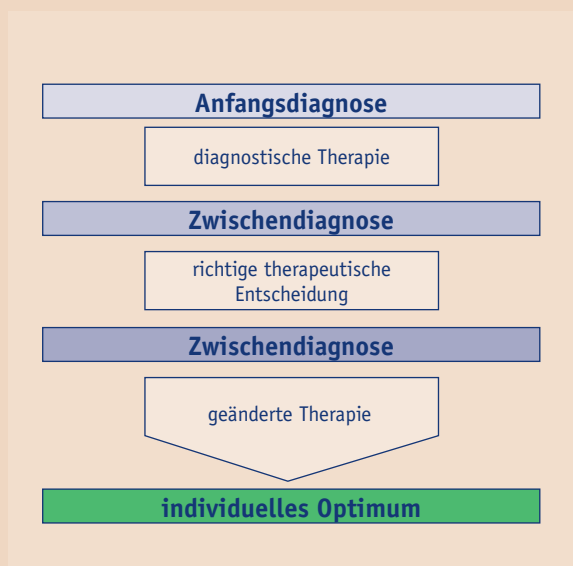 Anfangsdiagnose
diagnostische Therapie
Zwischendiagnose
richtige therapeutische
Entscheidung
Zwischendiagnose
geänderte Therapie
individuelles Optimum